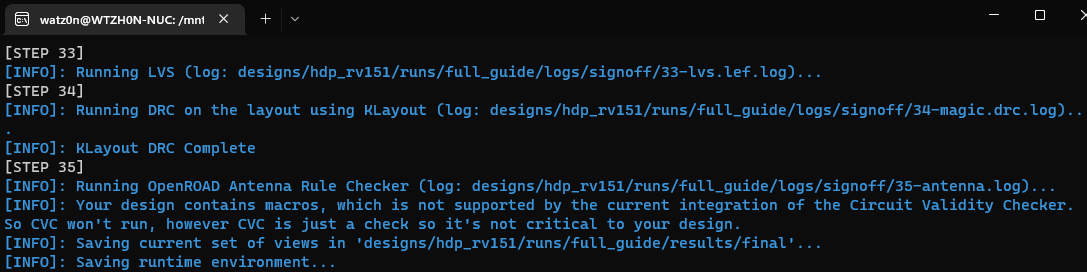 watz0n@WTZH0N-NUC: /mnt
[STEP 33]
[INFO]: Running LVS (log: designs/hdp_rv151/runs/full_guide/logs/signoff/33-lvs.lef.log)...
[STEP 34]
[INFO]: Running DRC on the layout using KLayout (log: designs/hdp_rv151/runs/full_guide/logs/signoff/34-magic.drc.log)..
.
[INFO]: KLayout DRC Complete
[STEP 35]
[INFO]: Running OpenROAD Antenna Rule Checker (log: designs/hdp_rv151/runs/full_guide/logs/signoff/35-antenna.log)...
[INFO]: Your design contains macros, which is not supported by the current integration of the Circuit Validity Checker.
So CVC won't run, however CVC is just a check so it's not critical to your design.
[INFO]: Saving current set of views in 'designs/hdp_rv151/runs/full_guide/results/final'...
[INFO]: Saving runtime environment...